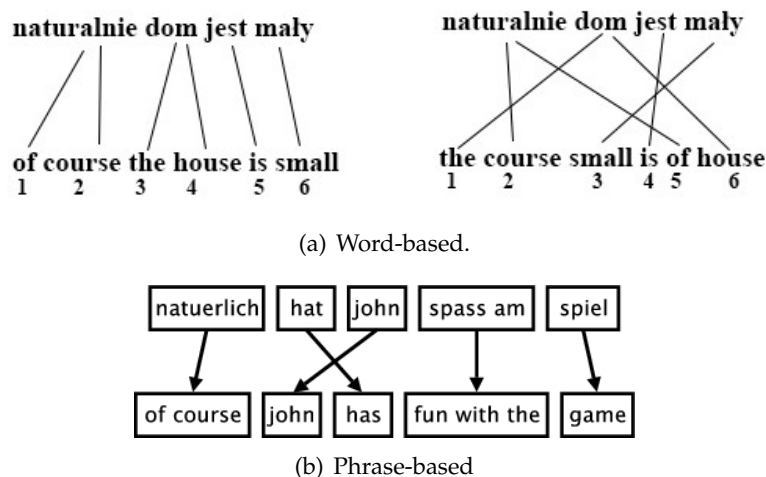 naturalnie dom jest mały
of course the house is small
1 2 3 4 5 6
naturalnie dom jest mały
the course small is of house
1 2 3 4 5 6
(a) Word-based.
natuerlich hat john spass am spiel
of course john has fun with the game
(b) Phrase-based